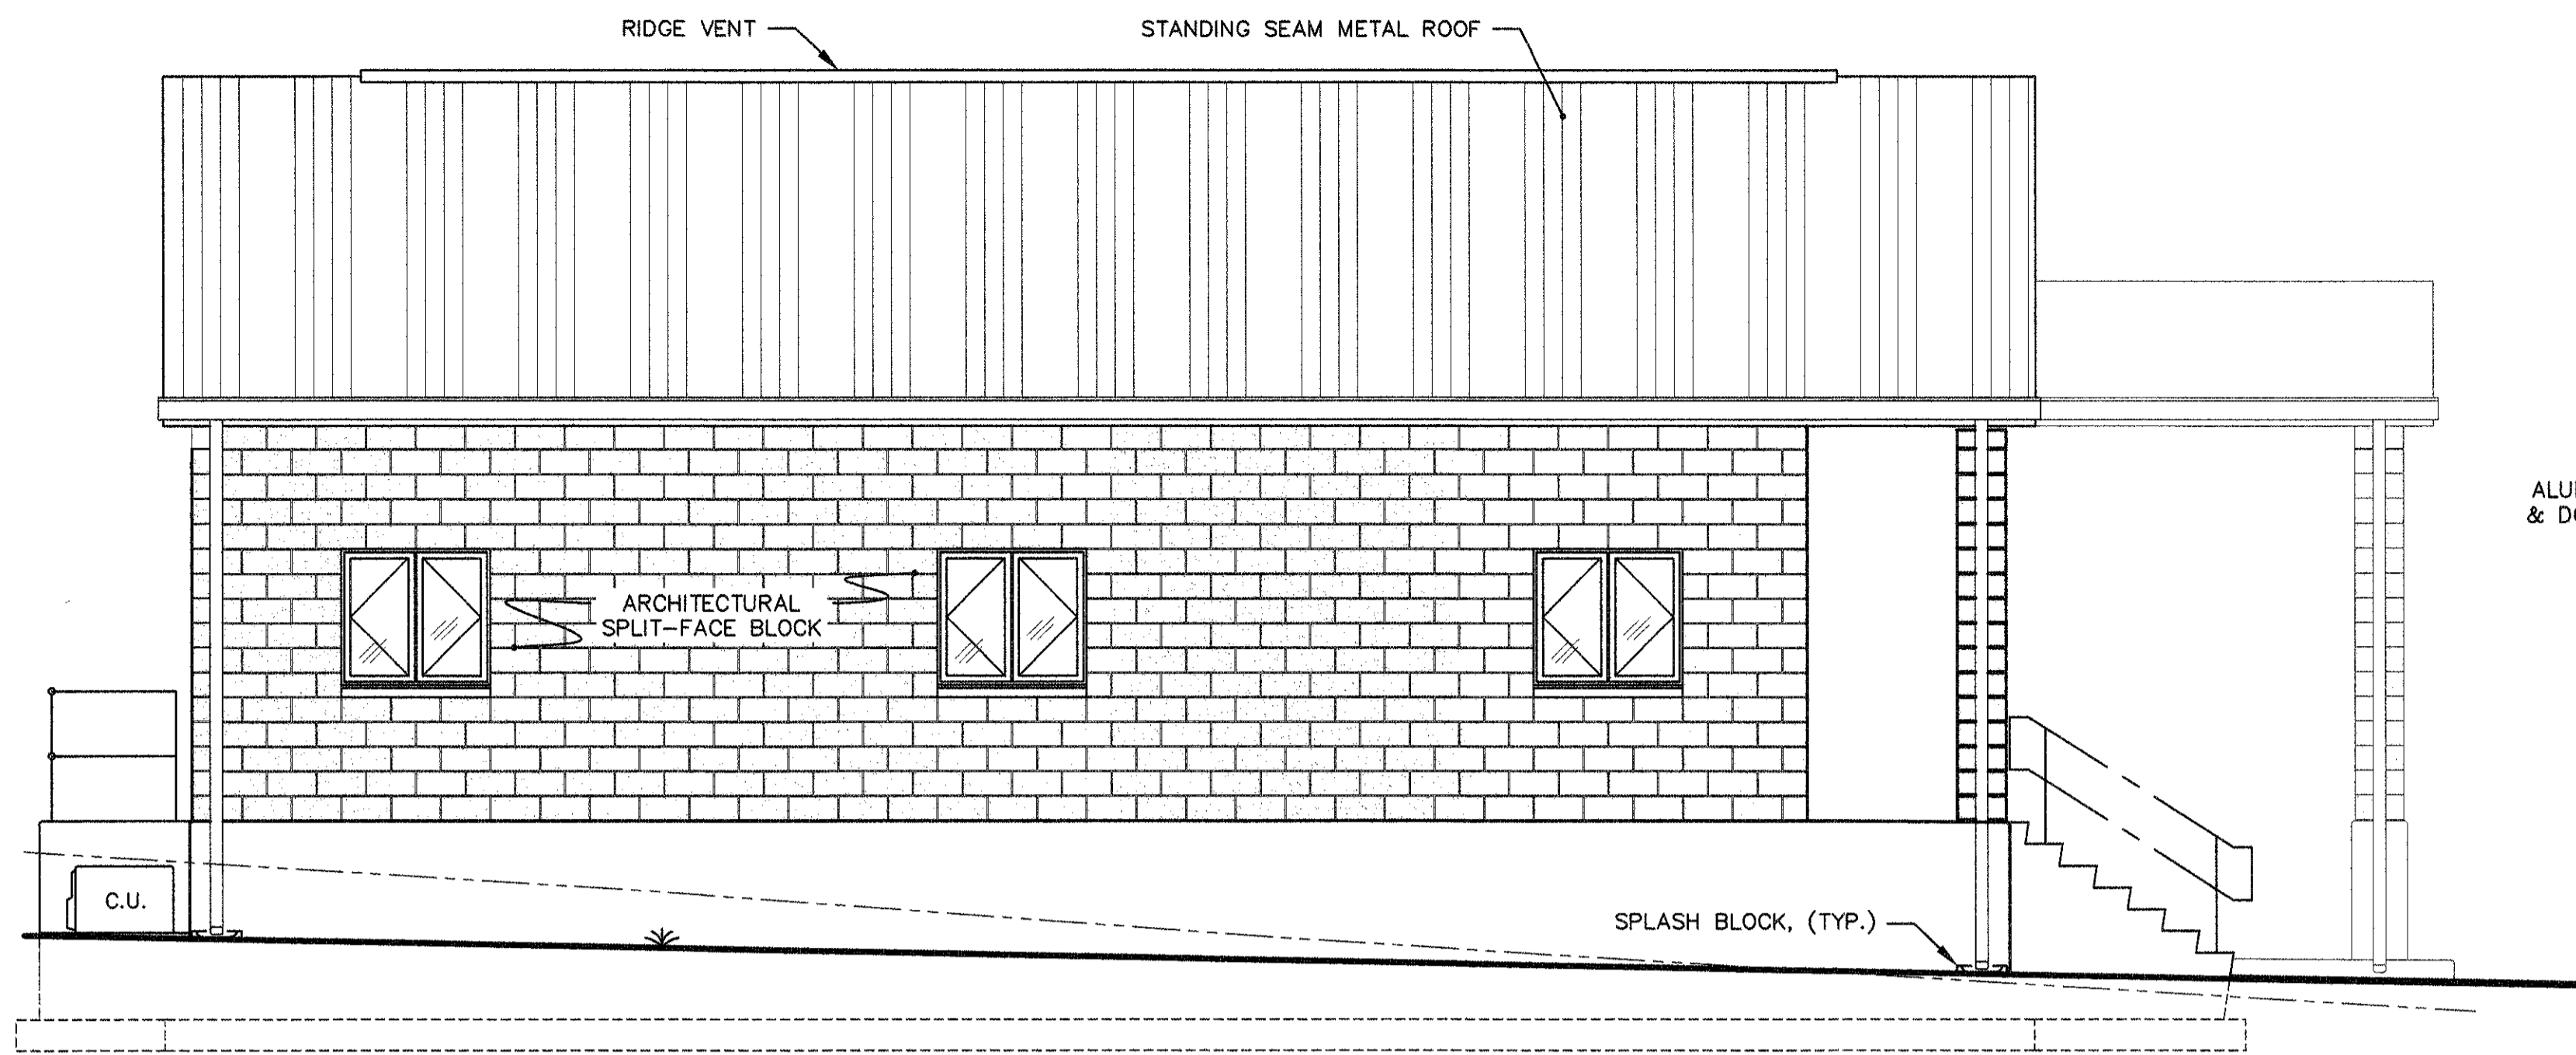 RIDGE VENT
STANDING SEAM METAL ROOF
ARCHITECTURAL
SPLIT-FACE BLOCK
C.U.
SPLASH BLOCK, (TYP.)
&